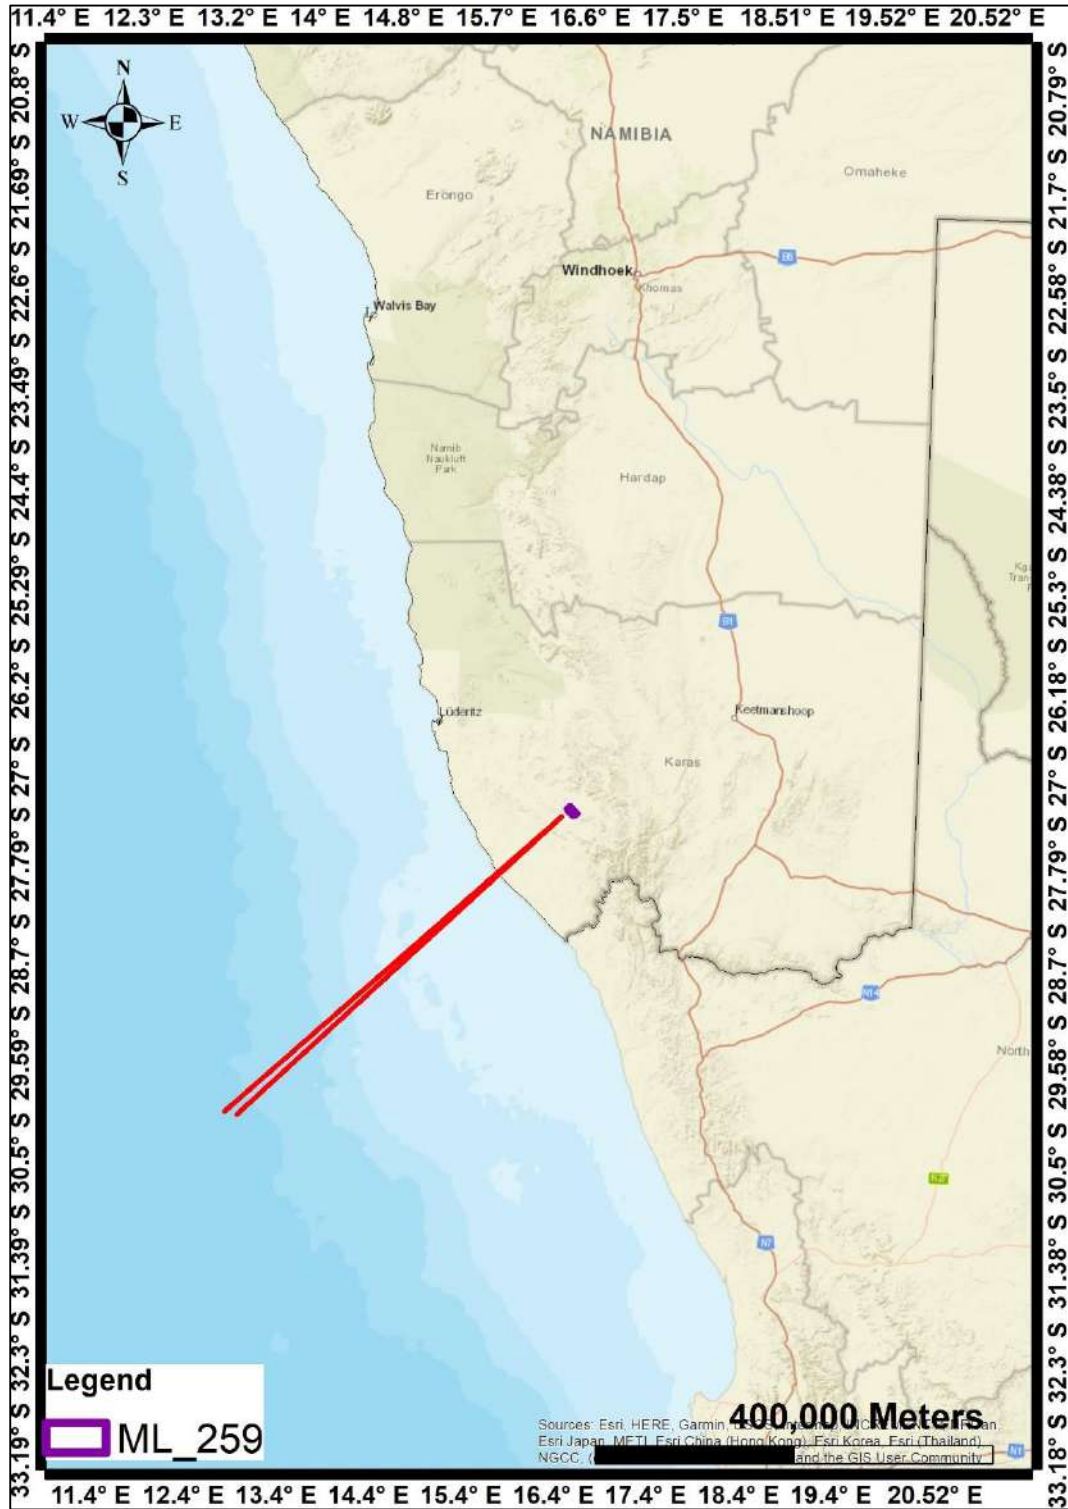 11.4° E 12.3° E 13.2° E 14° E 14.8° E 15.7° E 16.6° E 17.5° E 18.51° E 19.52° E 20.52° E
20.8° S
21.69° S
22.6° S
23.49° S
24.4° S
25.29° S
26.2° S
27° S
27.79° S
28.7° S
29.59° S
30.5° S
31.39° S
32.3° S
33.19° S
20.79° S
21.7° S
22.58° S
23.5° S
24.38° S
25.3° S
26.18° S
27° S
27.79° S
28.7° S
29.58° S
30.5° S
31.38° S
32.3° S
33.18° S
N
W E
S
NAMIBIA
Omaheke
Erongo
B6
Windhoek
Khomas
Walvis Bay
Namib
Naukluft
Park
Hardap
B1
Lüderitz
Keetmanshoop
Karas
N14
North
N7
N1
Legend
ML_259
400,000 Meters
Sources: Esri, HERE, Garmin,
Esri Japan, METI, Esri China (Hong Kong), Esri Korea, Esri (Thailand),
NGCC, and the GIS User Community
11.4° E 12.4° E 13.4° E 14.4° E 15.4° E 16.4° E 17.4° E 18.4° E 19.4° E 20.52° E